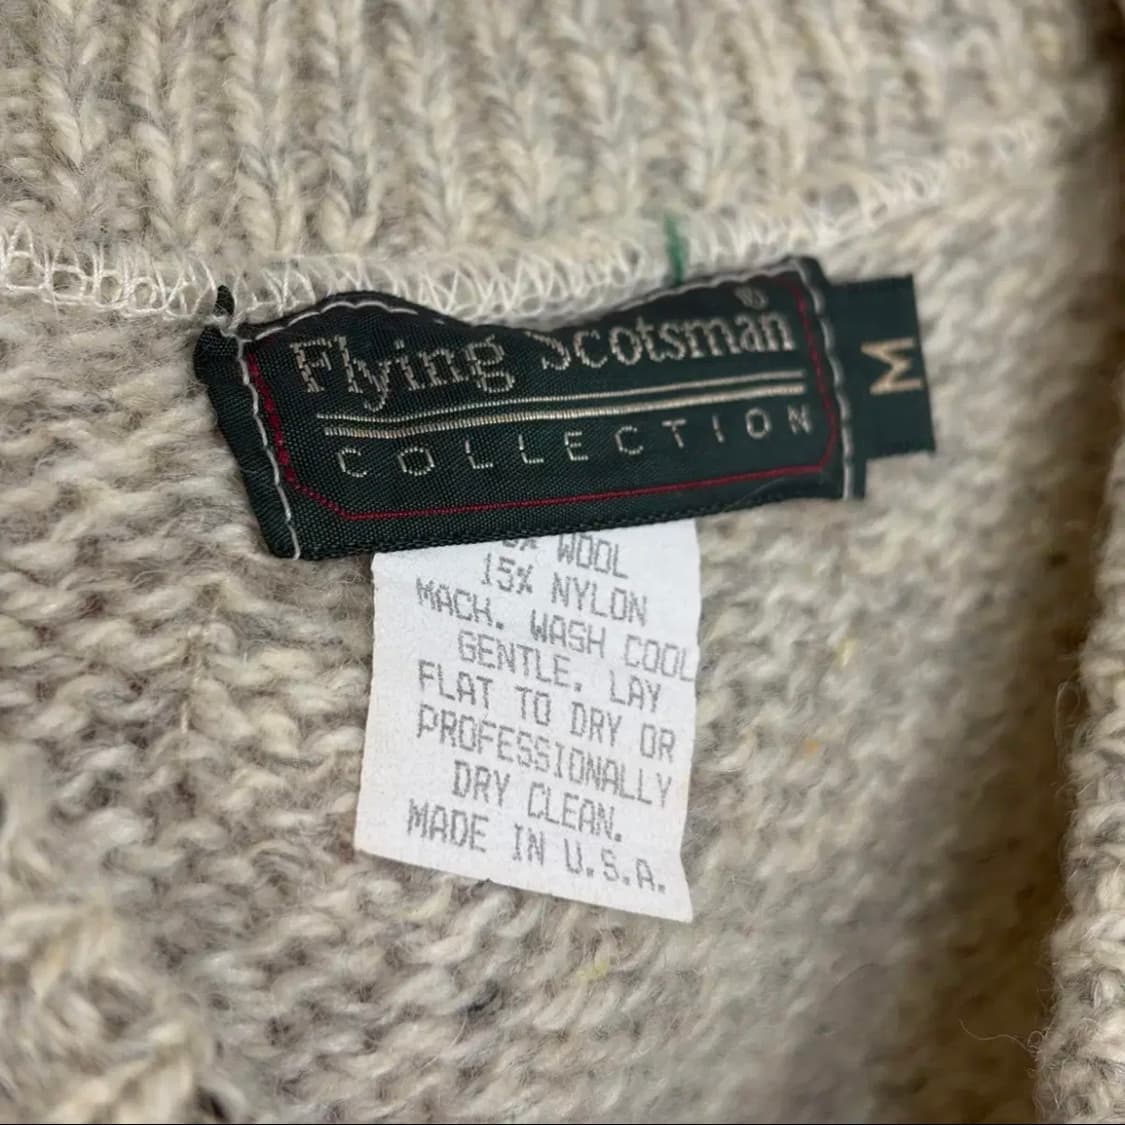 Flying Scotsman ®
COLLECTION
M
WOOL
15% NYLON
MACH. WASH COOL
GENTLE. LAY
FLAT TO DRY OR
PROFESSIONALLY
DRY CLEAN.
MADE IN U.S.A.